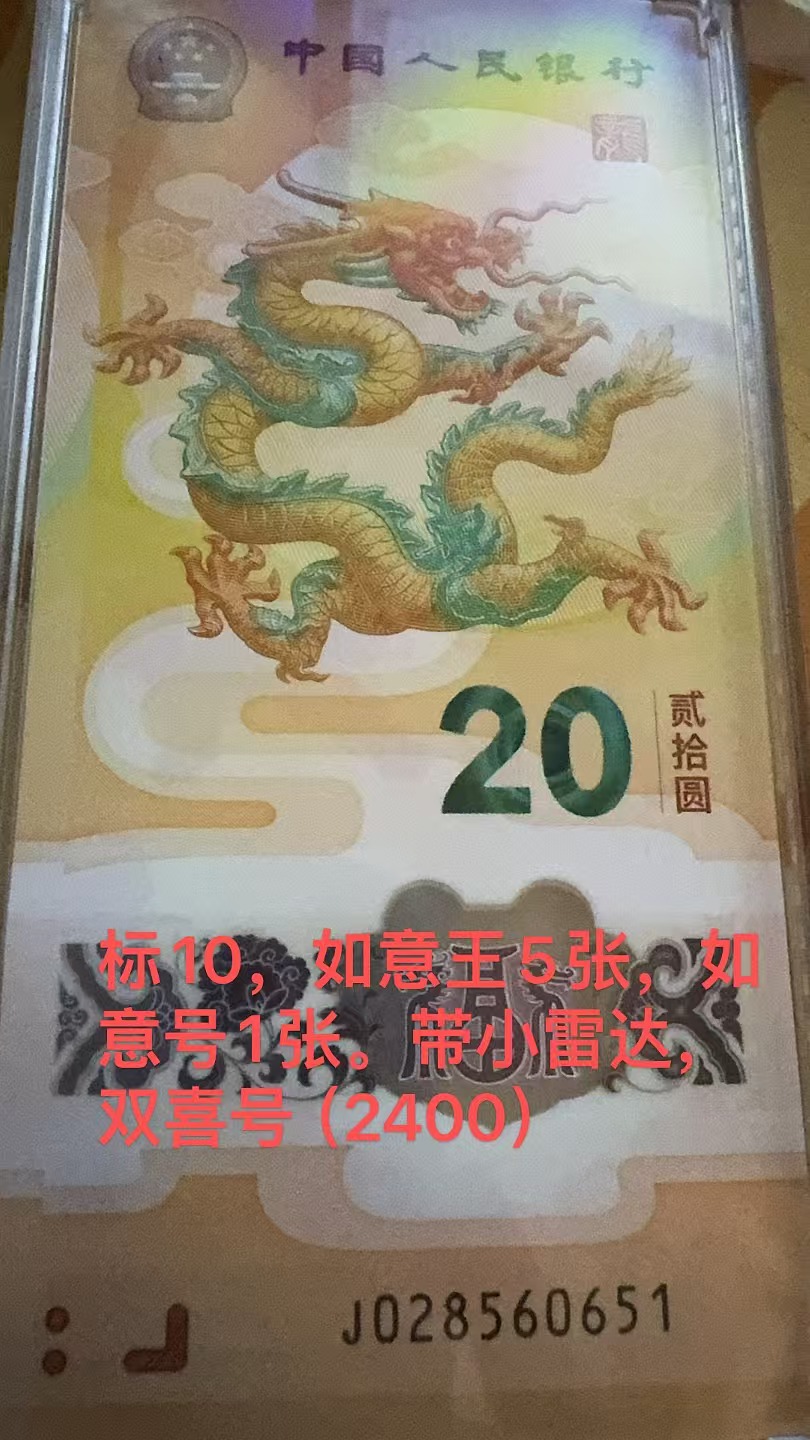 中国人民银行
龍
20
贰拾圆
标10，如意王5张，如
意号1张。带小雷达，
双喜号（2400）
J028560651